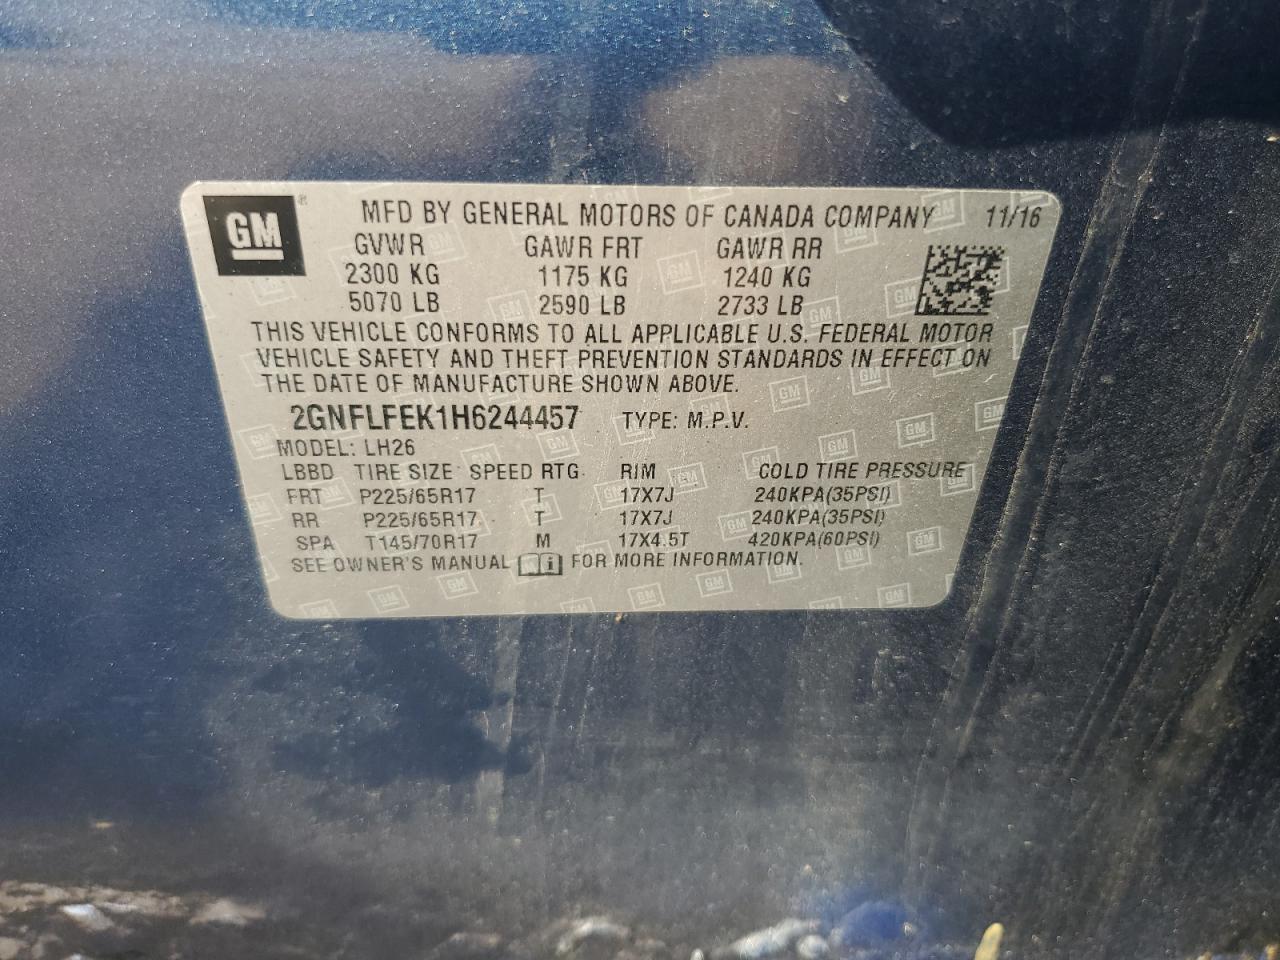 GM ® MFD BY GENERAL MOTORS OF CANADA COMPANY 11/16
GVWR GAWR FRT GAWR RR
2300 KG 1175 KG 1240 KG
5070 LB 2590 LB 2733 LB
THIS VEHICLE CONFORMS TO ALL APPLICABLE U.S. FEDERAL MOTOR
VEHICLE SAFETY AND THEFT PREVENTION STANDARDS IN EFFECT ON
THE DATE OF MANUFACTURE SHOWN ABOVE.
2GNFLFEK1H6244457 TYPE: M.P.V.
MODEL: LH26
LBBD TIRE SIZE SPEED RTG RIM COLD TIRE PRESSURE
FRT P225/65R17 T 17X7J 240KPA(35PSI)
RR P225/65R17 T 17X7J 240KPA(35PSI)
SPA T145/70R17 M 17X4.5T 420KPA(60PSI)
SEE OWNER'S MANUAL i FOR MORE INFORMATION.